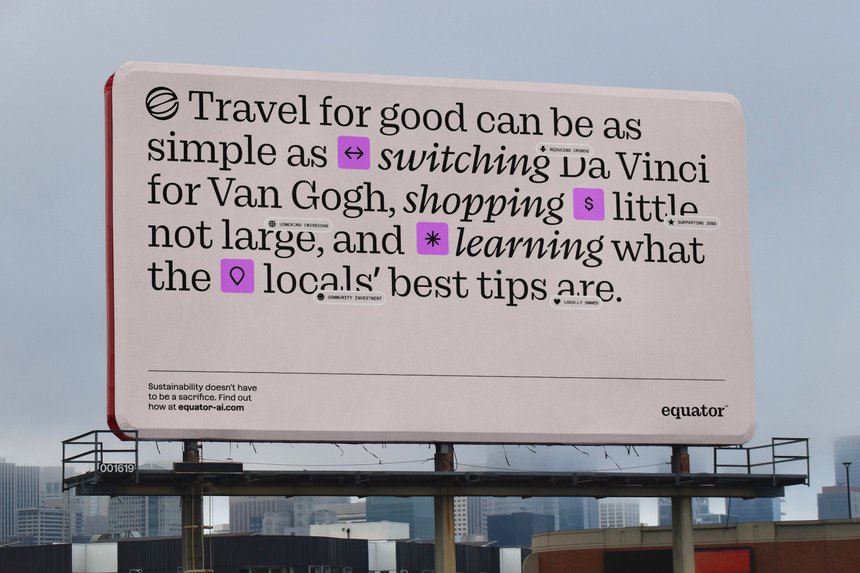 Travel for good can be as
simple as switching Da Vinci
REDUCING CROWDS
for Van Gogh, shopping $ little
SUPPORTING JOBS
LOWERING EMISSIONS
not large, and learning what
the locals' best tips are.
COMMUNITY INVESTMENT
LOCALLY OWNED
Sustainability doesn't have
to be a sacrifice. Find out
how at equator-ai.com
equator™
001619